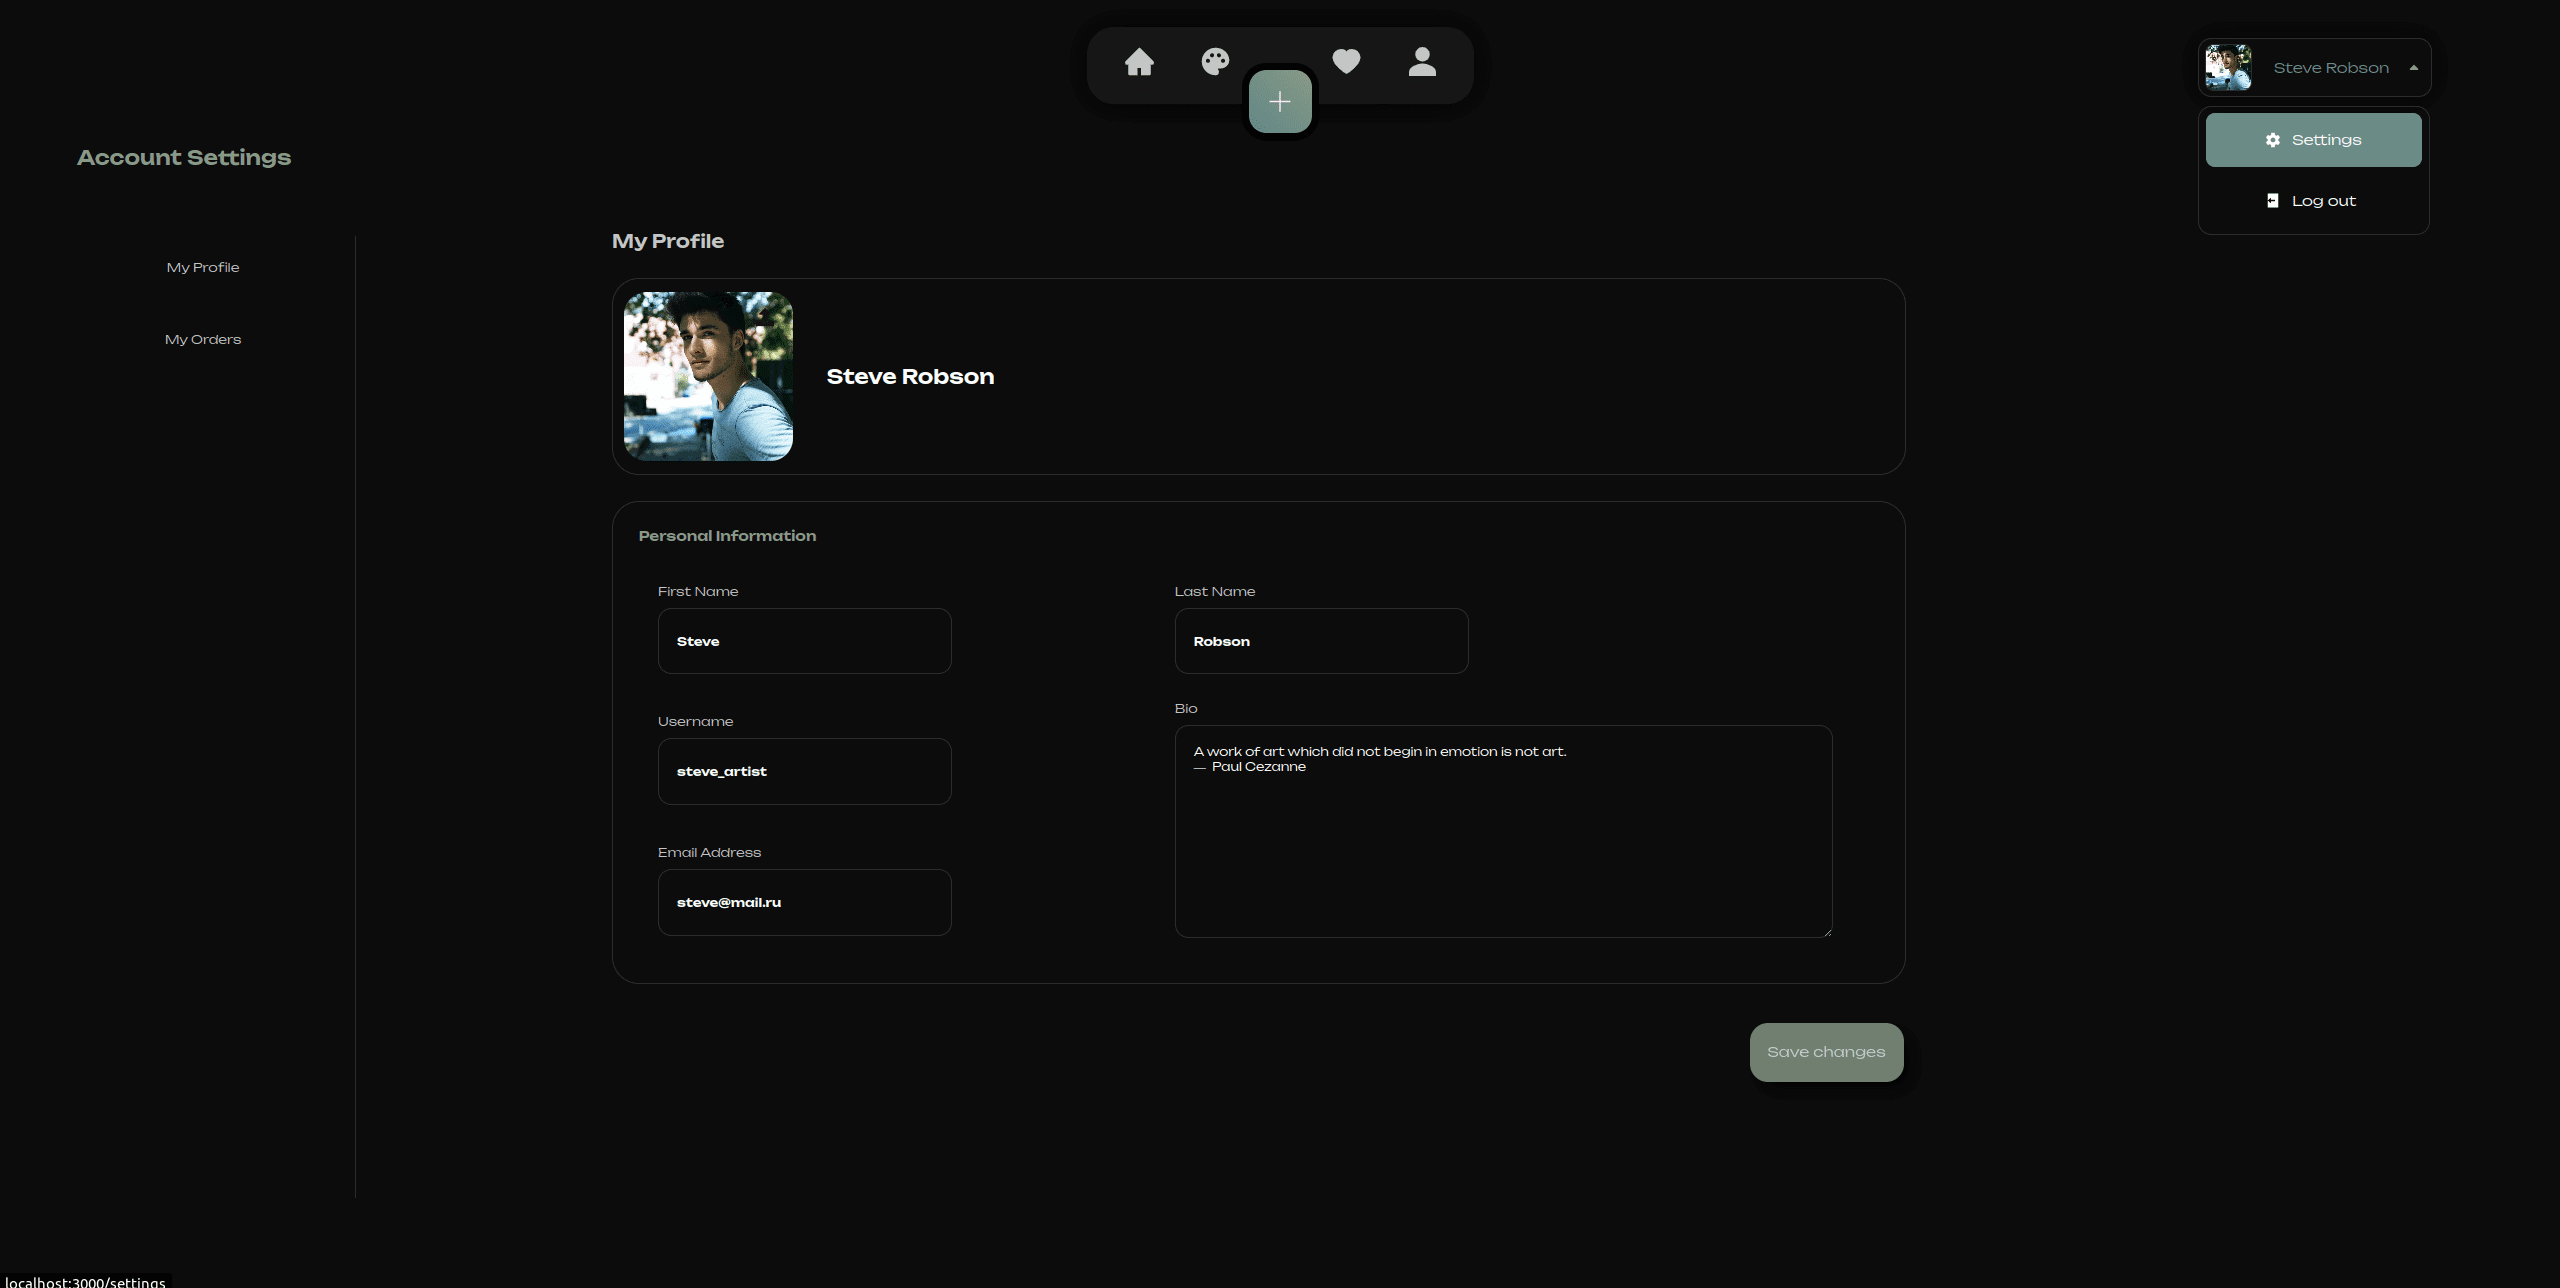 Steve Robson
Settings
Log out
Account Settings
My Profile
My Orders
My Profile
Steve Robson
Personal Information
First Name
Steve
Last Name
Robson
Username
steve_artist
Email Address
steve@mail.ru
Bio
A work of art which did not begin in emotion is not art.
— Paul Cezanne
Save changes
localhost:3000/settings